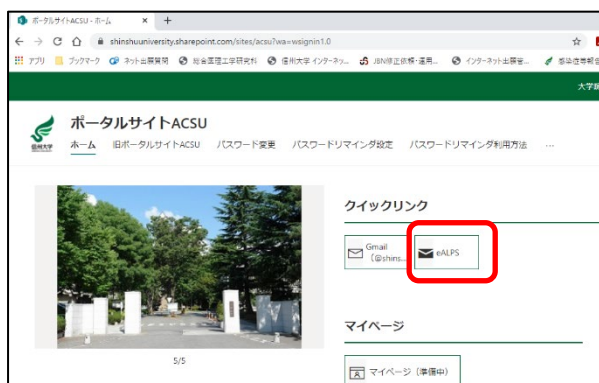 ポータルサイトACSU - ホーム
shinshuuniversity.sharepoint.com/sites/acsu?wa=wsignin1.0
アプリ ブックマーク ネット出願質問 総合医理工学研究科 信州大学 インターネッ... JBN修正依頼・運用... インターネット出願管... 感染症等報告
大学病
ポータルサイトACSU
信州大学
ホーム 旧ポータルサイトACSU パスワード変更 パスワードリマインダ設定 パスワードリマインダ利用方法 ...
クイックリンク
Gmail
(@shins...
eALPS
マイページ
5/5
マイページ（準備中）